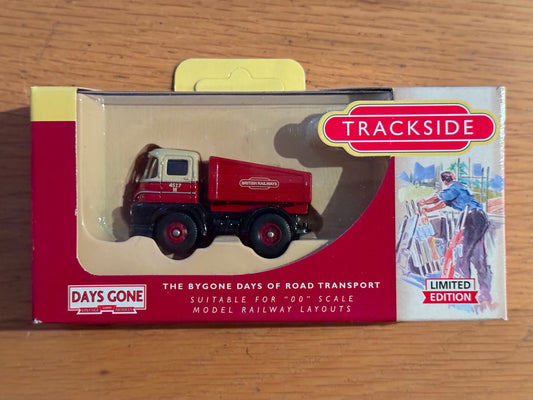 TRACKSIDE
4517
M
BRITISH RAILWAYS
THE BYGONE DAYS OF ROAD TRANSPORT
SUITABLE FOR "00" SCALE
MODEL RAILWAY LAYOUTS
DAYS GONE
LIMITED
EDITION